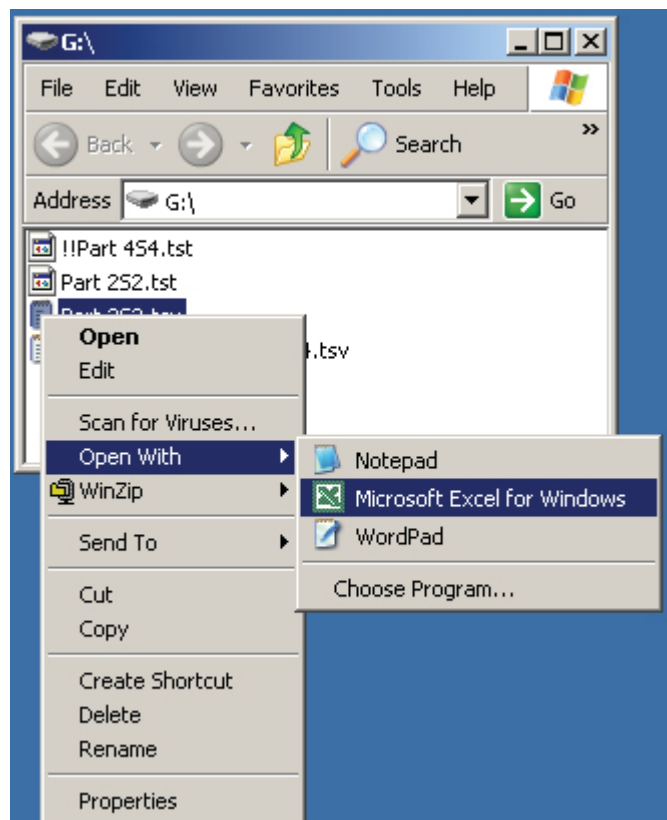 G:\
File Edit View Favorites Tools Help
Back Search »
Address G:\ Go
!!Part 4S4.tst
Part 2S2.tst
.tsv
Open
Edit
Scan for Viruses...
Open With
WinZip
Send To
Cut
Copy
Create Shortcut
Delete
Rename
Properties
Notepad
Microsoft Excel for Windows
WordPad
Choose Program...